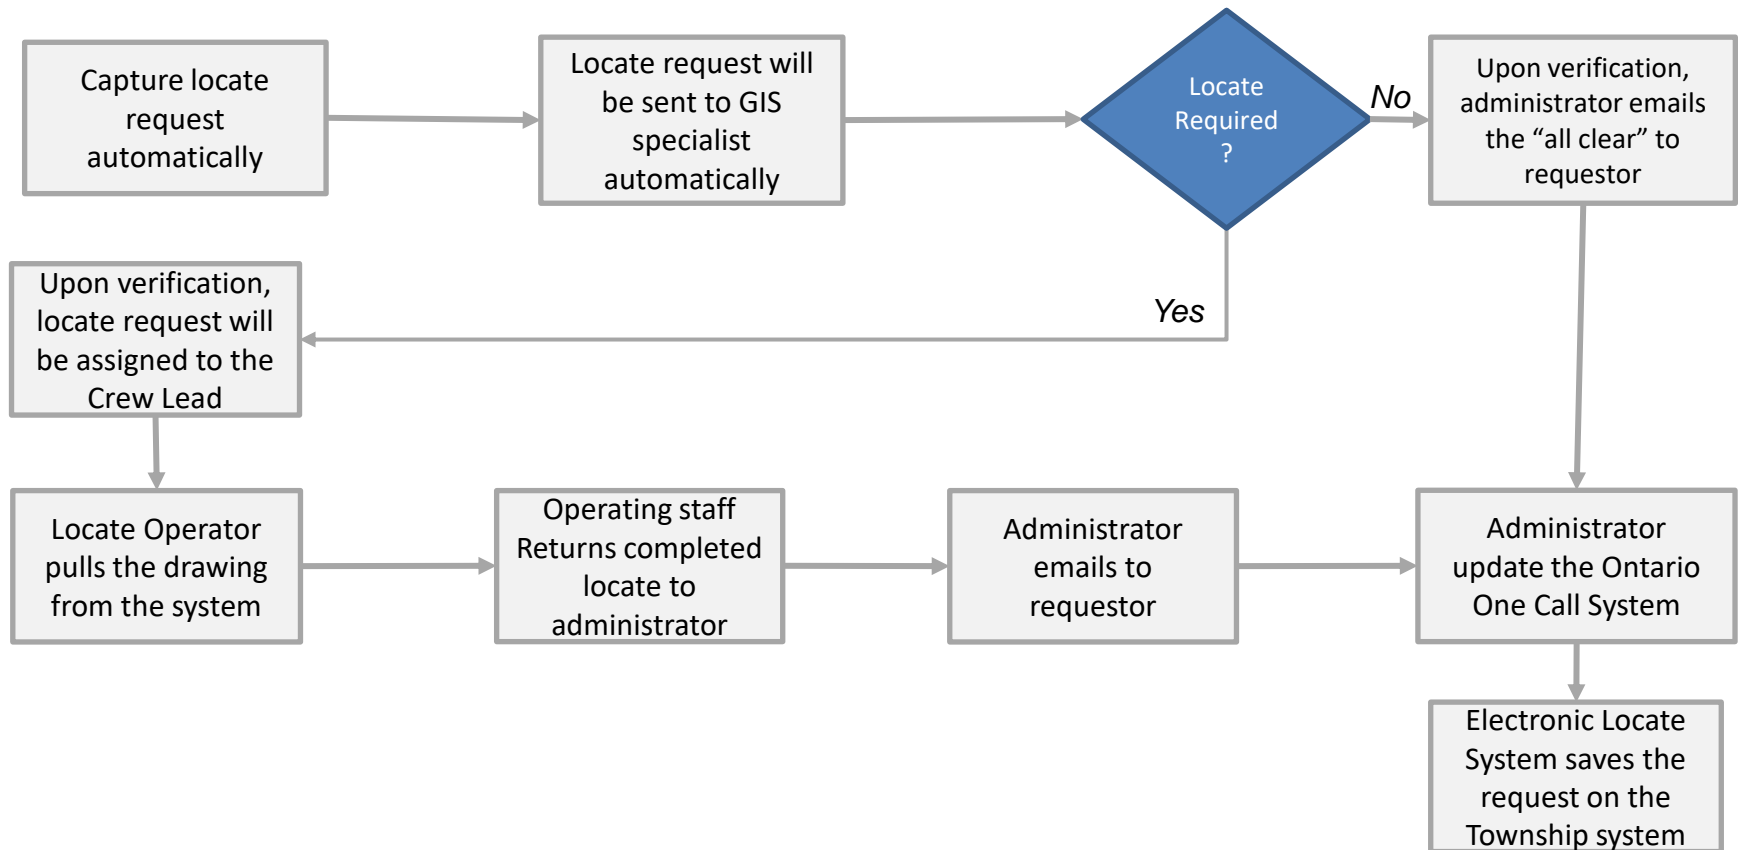 Capture locate
request
automatically
Locate request will
be sent to GIS
specialist
automatically
Locate
Required
?
No
Upon verification,
administrator emails
the “all clear” to
requestor
Yes
Upon verification,
locate request will
be assigned to the
Crew Lead
Locate Operator
pulls the drawing
from the system
Operating staff
Returns completed
locate to
administrator
Administrator
emails to
requestor
Administrator
update the Ontario
One Call System
Electronic Locate
System saves the
request on the
Township system